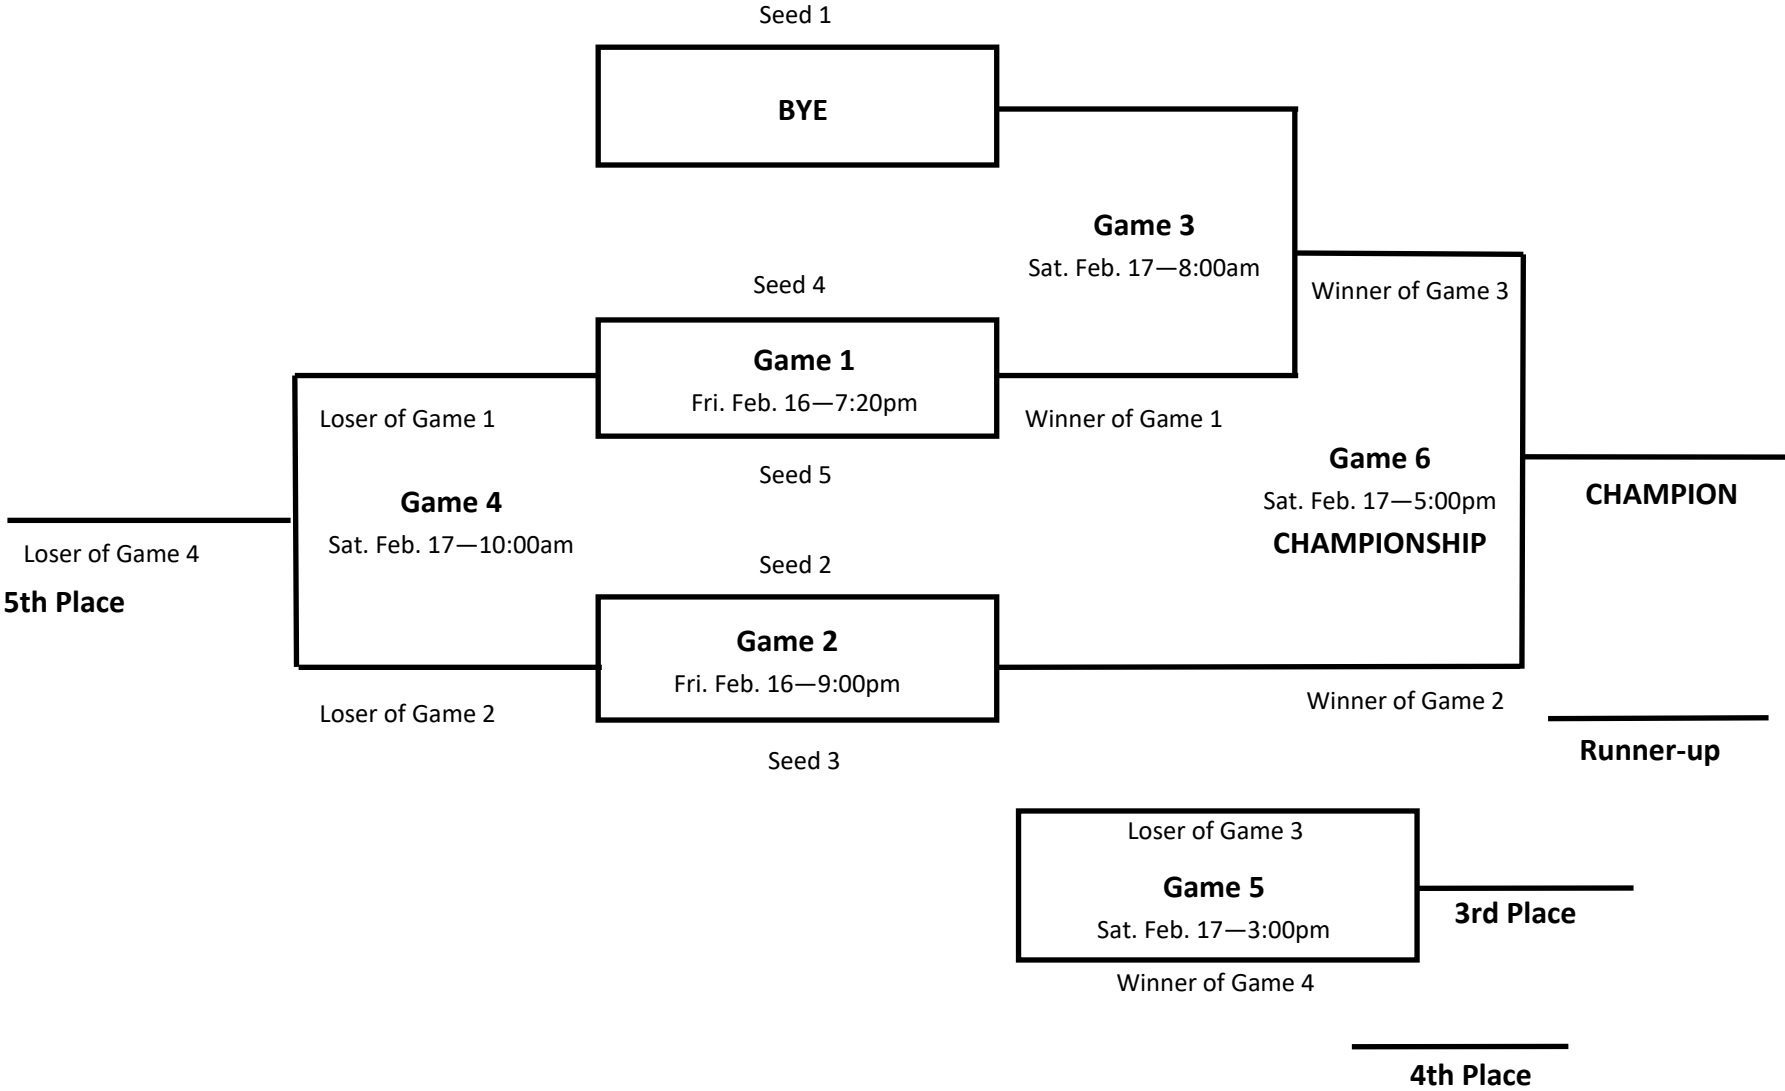 Seed 1
BYE
Game 3
Sat. Feb. 17—8:00am
Seed 4
Winner of Game 3
Game 1
Fri. Feb. 16—7:20pm
Loser of Game 1
Winner of Game 1
Seed 5
Game 6
Sat. Feb. 17—5:00pm
CHAMPIONSHIP
CHAMPION
Game 4
Sat. Feb. 17—10:00am
Loser of Game 4
5th Place
Seed 2
Game 2
Fri. Feb. 16—9:00pm
Loser of Game 2
Winner of Game 2
Seed 3
Runner-up
Loser of Game 3
Game 5
Sat. Feb. 17—3:00pm
3rd Place
Winner of Game 4
4th Place